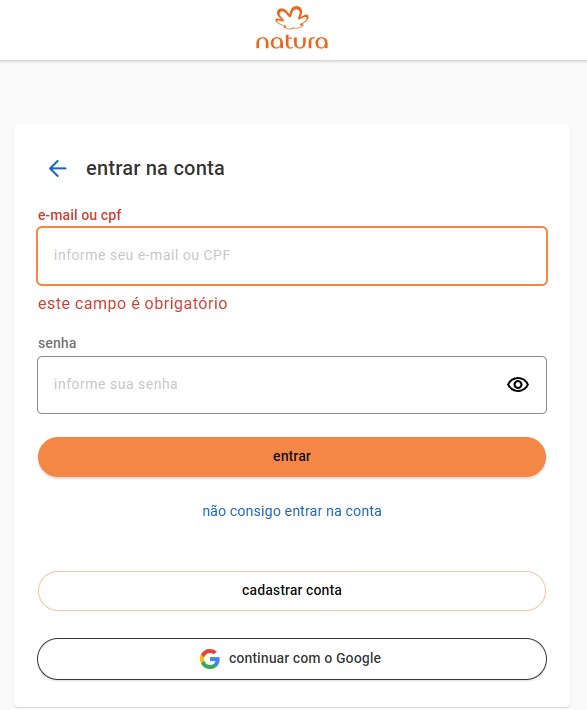 natura
entrar na conta
e-mail ou cpf
informe seu e-mail ou CPF
este campo é obrigatório
senha
informe sua senha
entrar
não consigo entrar na conta
cadastrar conta
continuar com o Google